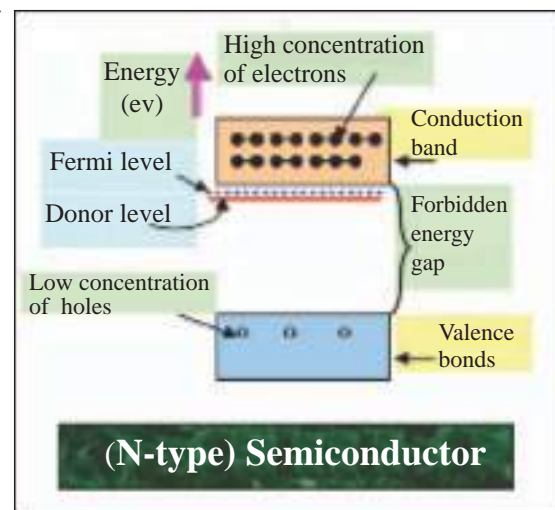 High concentration
of electrons
Energy
(ev)
Conduction
band
Fermi level
Donor level
Forbidden
energy
gap
Low concentration
of holes
Valence
bonds
(N-type) Semiconductor